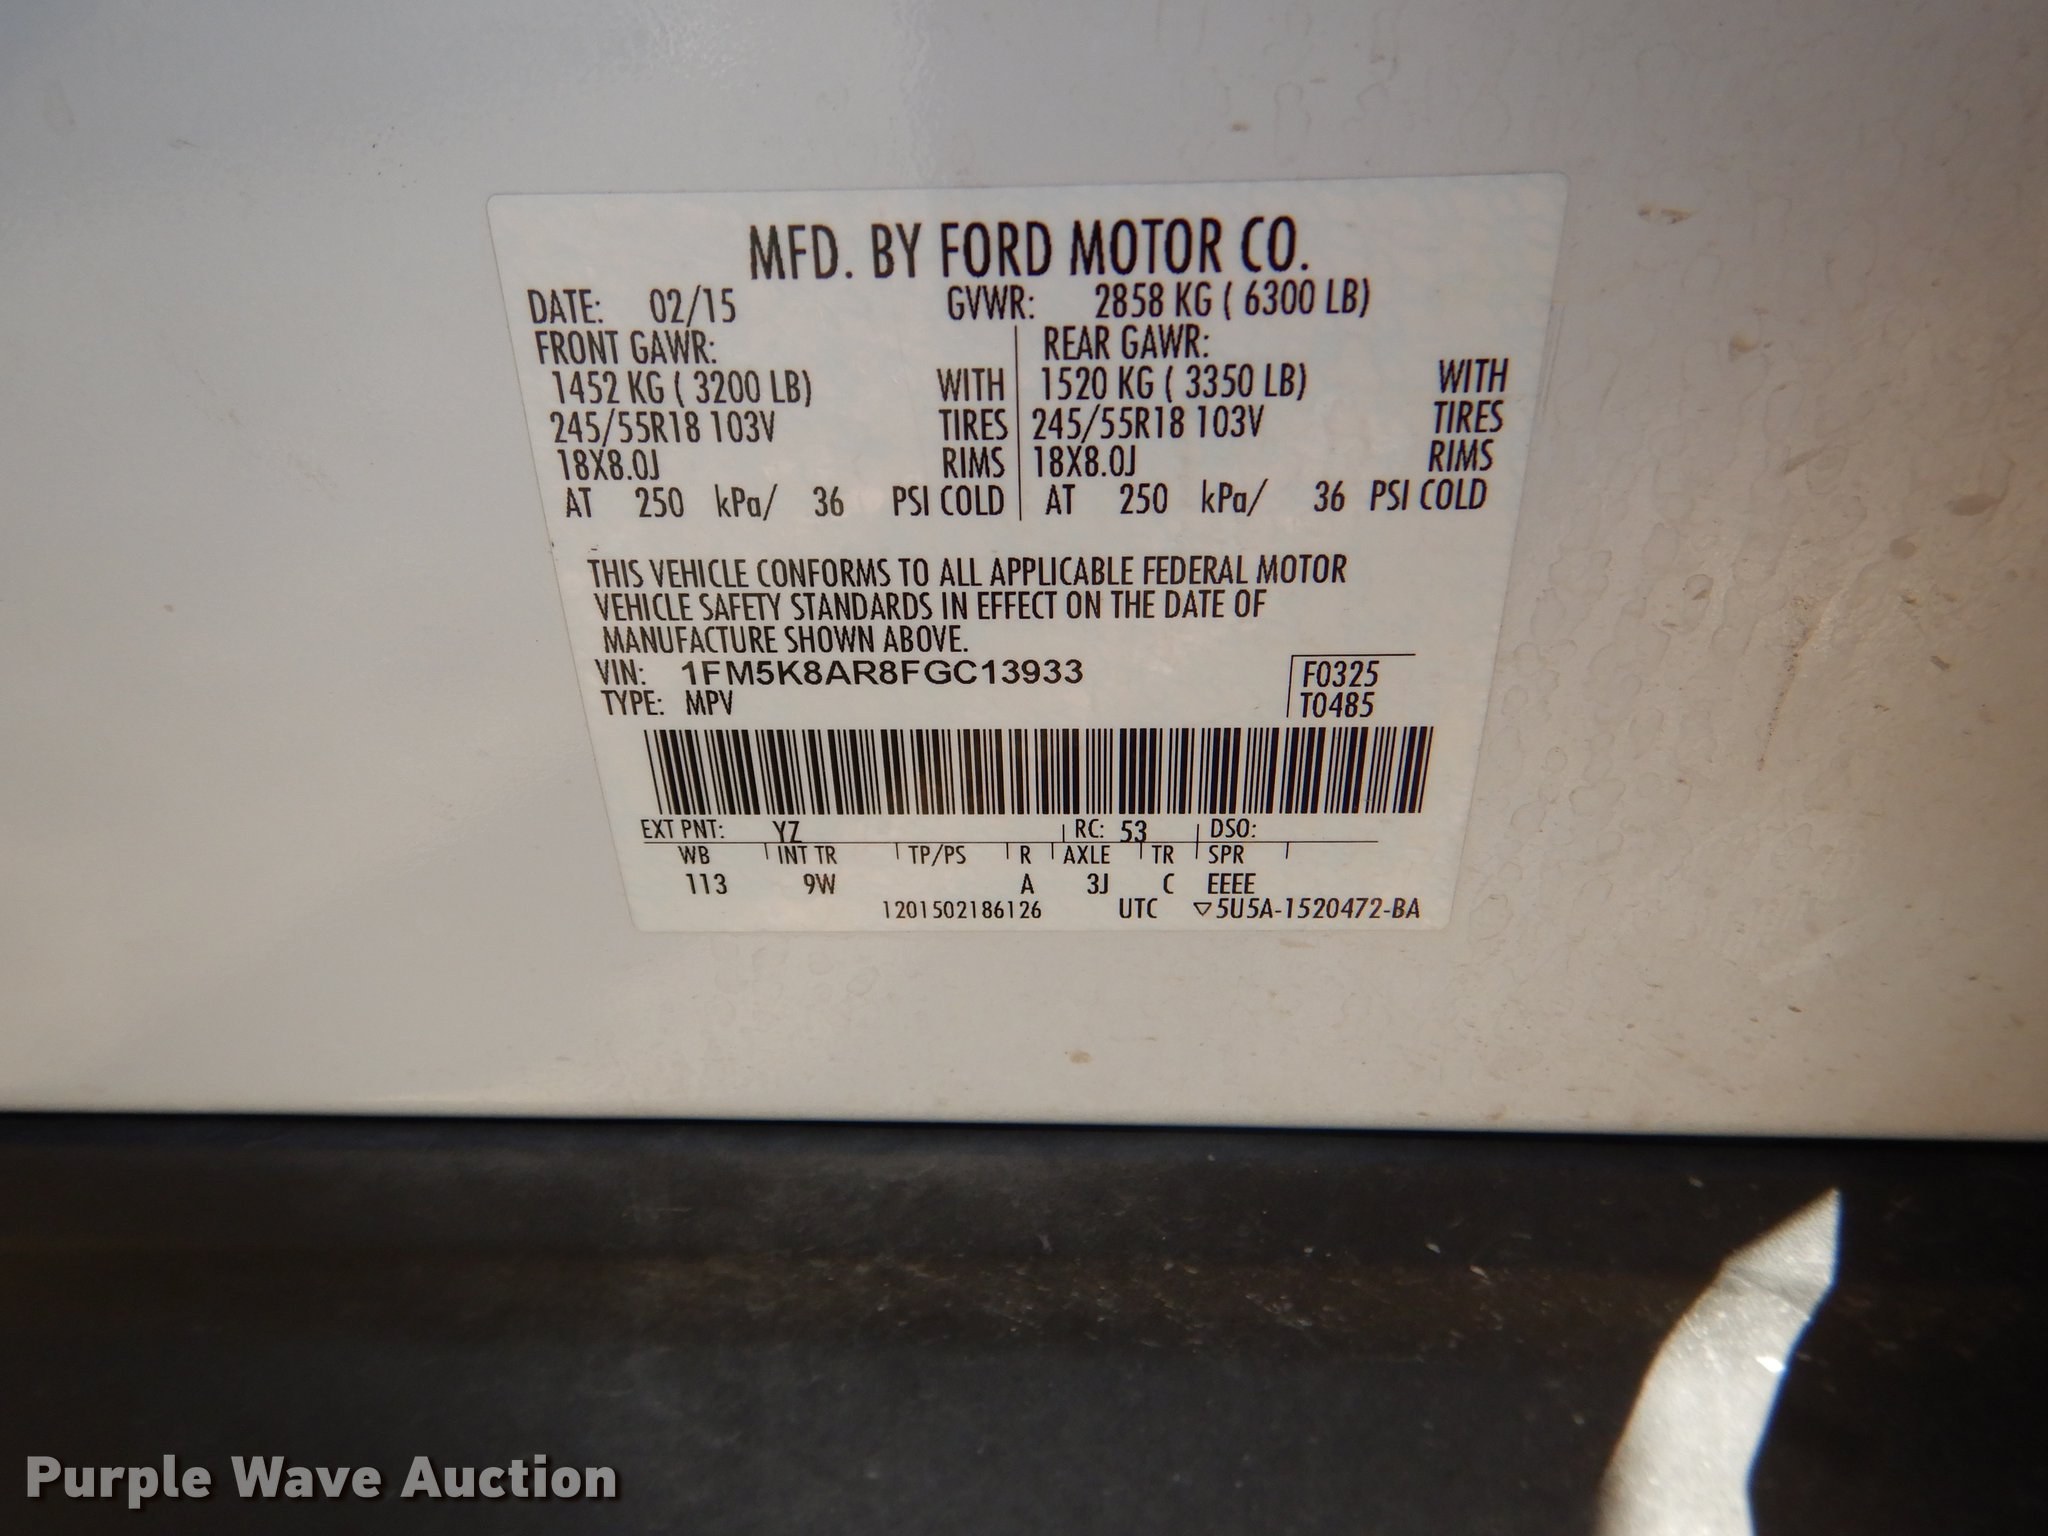 MFD. BY FORD MOTOR CO.
DATE: 02/15 GVWR: 2858 KG ( 6300 LB)
FRONT GAWR: REAR GAWR:
1452 KG ( 3200 LB) WITH 1520 KG ( 3350 LB) WITH
245/55R18 103V TIRES 245/55R18 103V TIRES
18X8.0J RIMS 18X8.0J RIMS
AT 250 kPa/ 36 PSI COLD AT 250 kPa/ 36 PSI COLD
THIS VEHICLE CONFORMS TO ALL APPLICABLE FEDERAL MOTOR
VEHICLE SAFETY STANDARDS IN EFFECT ON THE DATE OF
MANUFACTURE SHOWN ABOVE.
VIN: 1FM5K8AR8FGC13933 F0325
TYPE: MPV T0485
EXT PNT: YZ RC: 53 DSO:
WB INT TR TP/PS R AXLE TR SPR
113 9W A 3J C EEEE
1201502186126 UTC ▽5U5A-1520472-BA
Purple Wave Auction